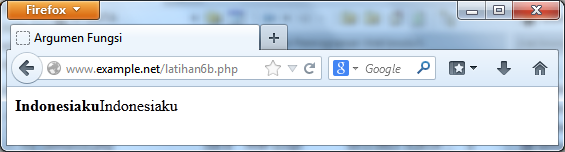 Firefox
Argumen Fungsi
www.example.net/latihan6b.php
Google
IndonesiakuIndonesiaku